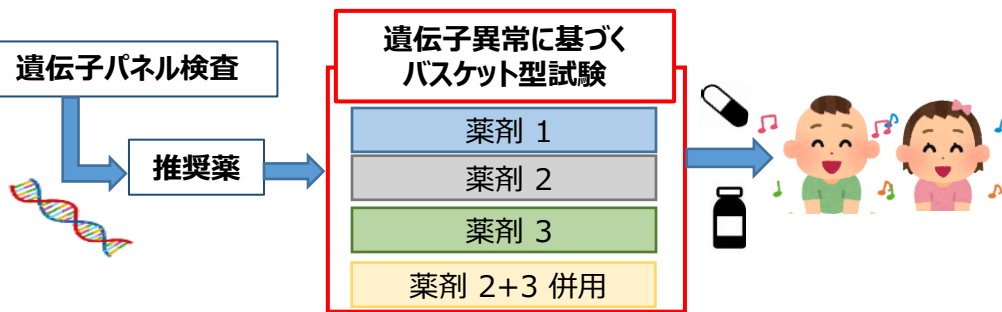 遺伝子パネル検査
推奨薬
遺伝子異常に基づく
バスケット型試験
薬剤 1
薬剤 2
薬剤 3
薬剤 2+3 併用